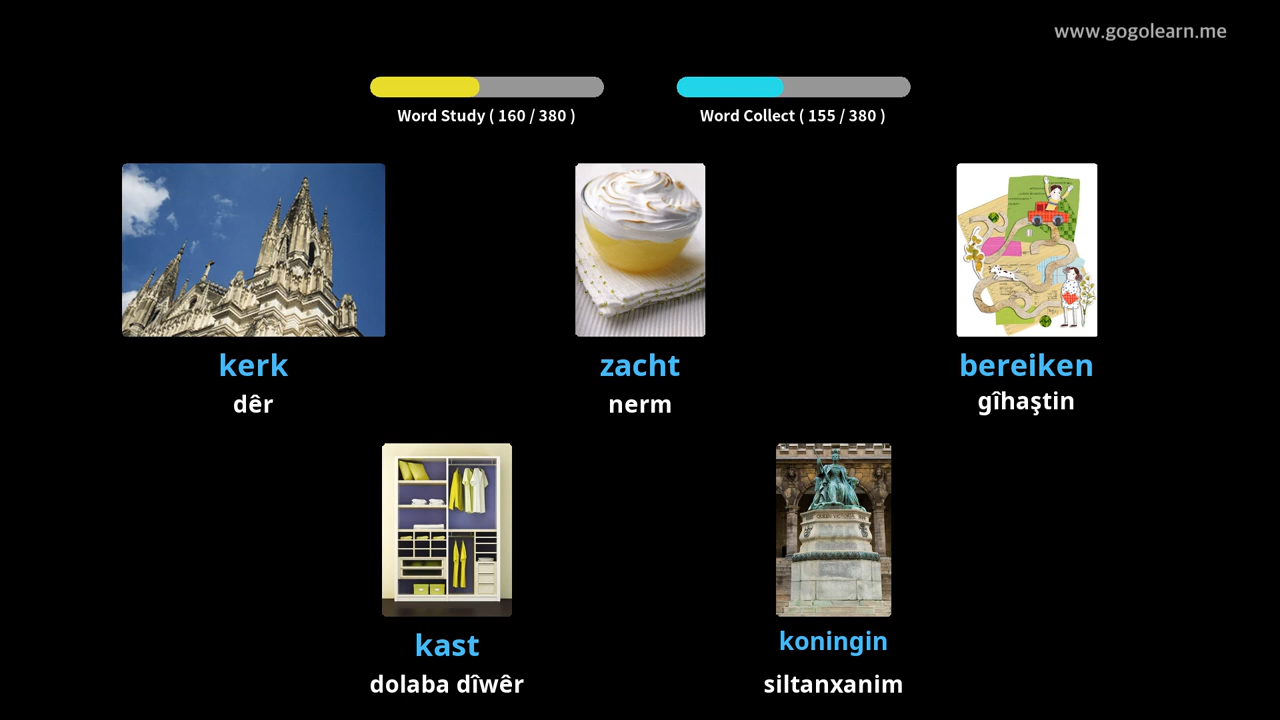 www.gogolearn.me
Word Study ( 160 / 380 )
Word Collect ( 155 / 380 )
kerk
dêr
zacht
nerm
bereiken
gîhaştin
kast
dolaba dîwêr
koningin
siltanxanim